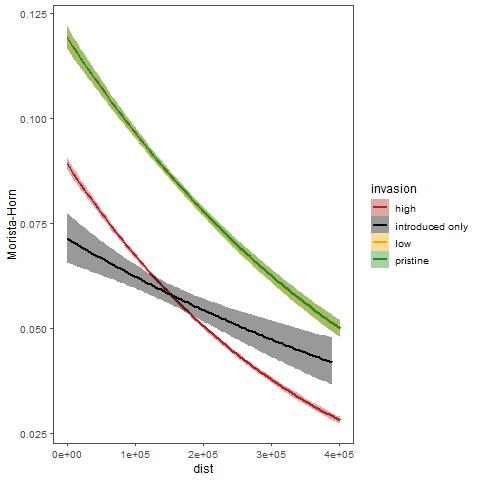 0.125
0.100
0.075
0.050
0.025
Morista-Horn
0e+00 1e+05 2e+05 3e+05 4e+05
dist
invasion
high
introduced only
low
pristine